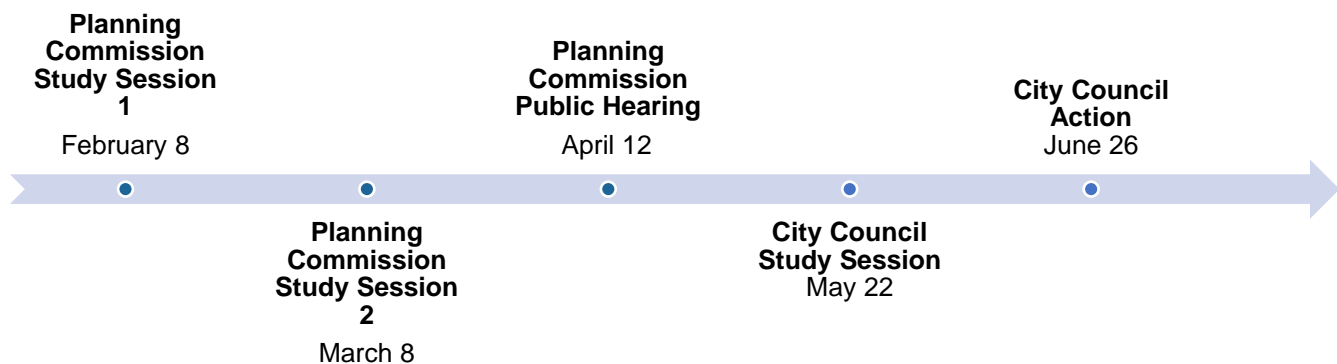 Planning
Commission
Study Session
1
February 8
Planning
Commission
Study Session
2
March 8
Planning
Commission
Public Hearing
April 12
City Council
Study Session
May 22
City Council
Action
June 26